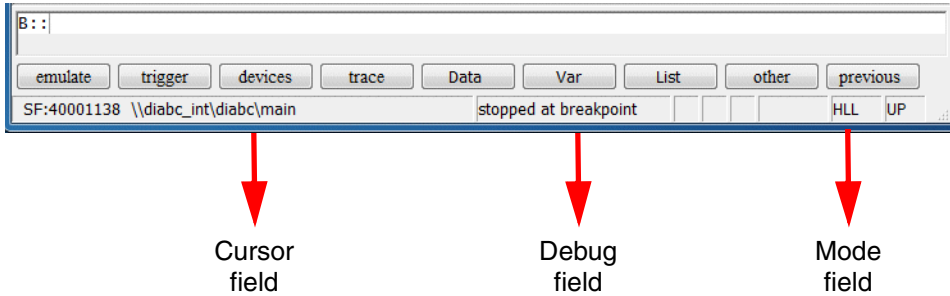 B::
emulate trigger devices trace Data Var List other previous
SF:40001138 \\diabc_int\diabc\main stopped at breakpoint HLL UP
Cursor field
Debug field
Mode field